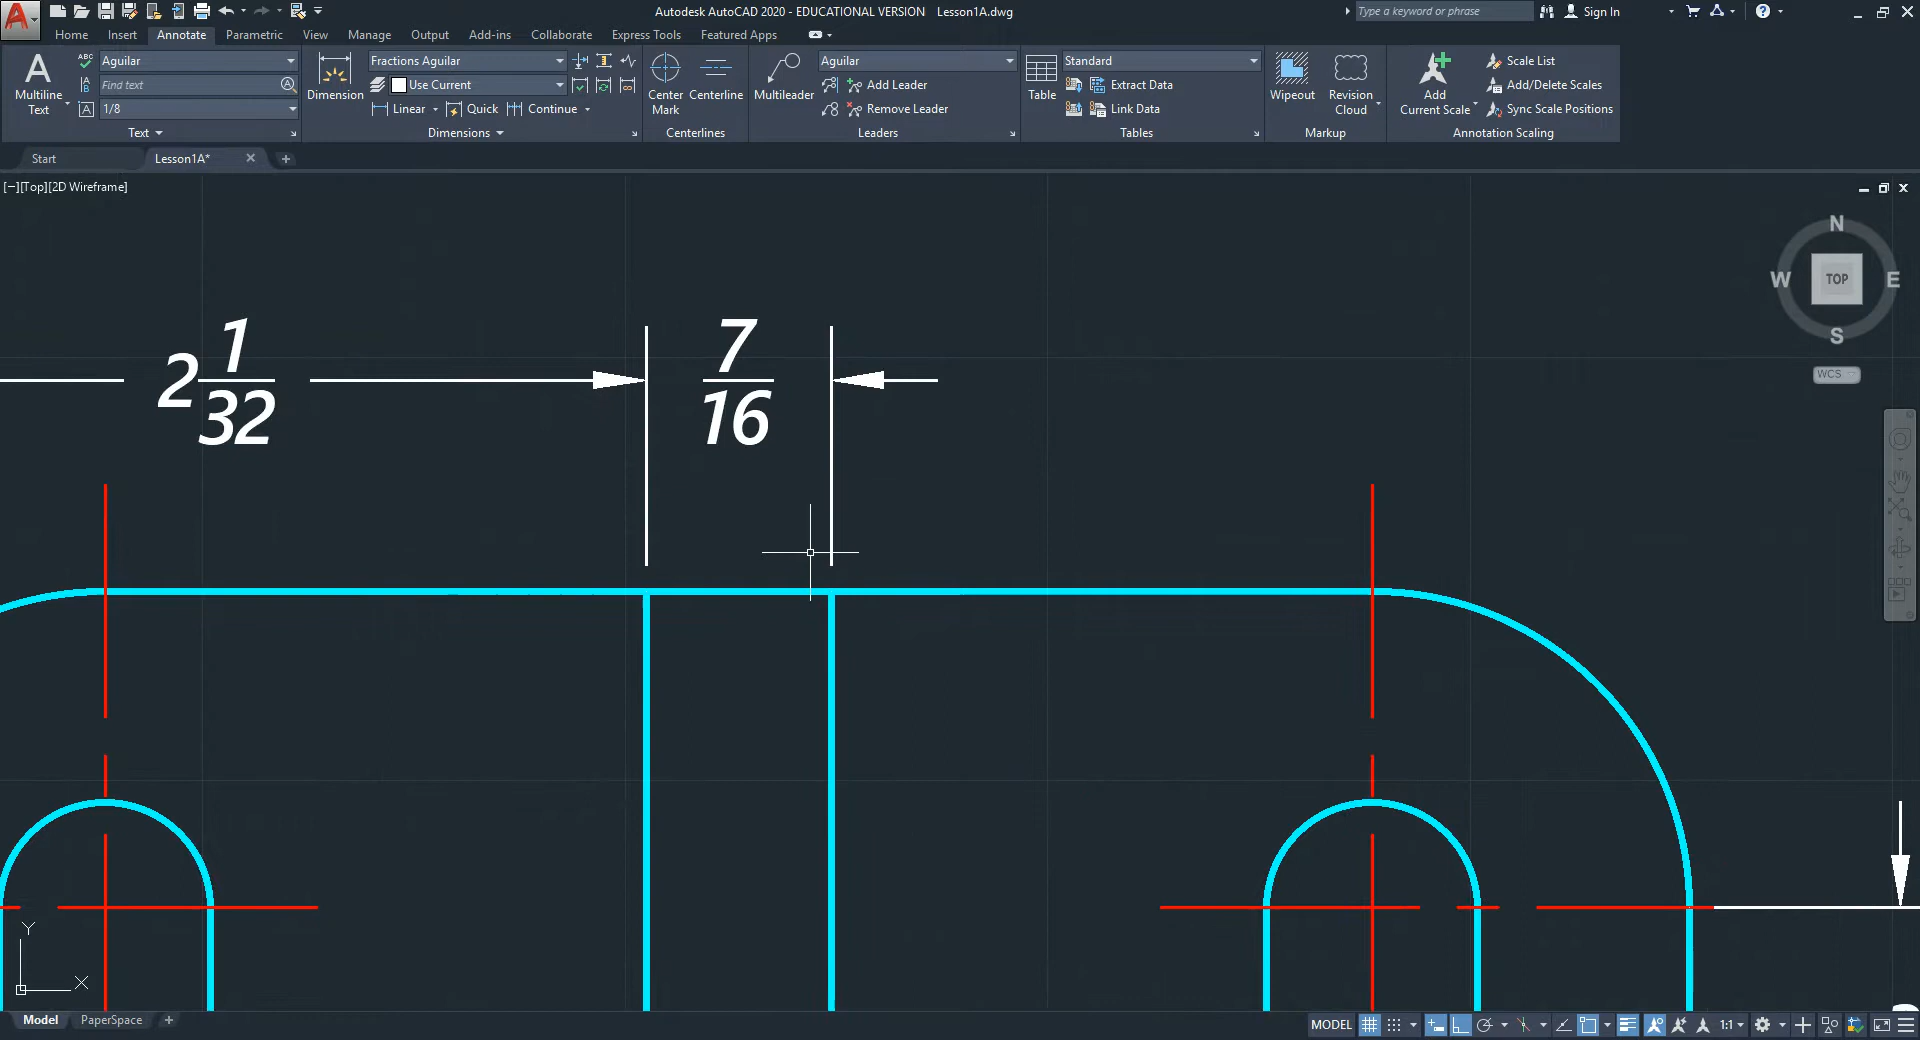 Autodesk AutoCAD 2020 - EDUCATIONAL VERSION Lesson1A.dwg
Type a keyword or phrase
Sign In
Home Insert Annotate Parametric View Manage Output Add-ins Collaborate Express Tools Featured Apps
Multiline Text
ABC
Aguilar
Find text
1/8
Text
Dimension
Fractions Aguilar
Use Current
Linear Quick Continue
Dimensions
Center Mark
Centerline
Centerlines
Multileader
Aguilar
Add Leader
Remove Leader
Leaders
Table
Standard
Extract Data
Link Data
Tables
Wipeout
Revision Cloud
Markup
Add Current Scale
Scale List
Add/Delete Scales
Sync Scale Positions
Annotation Scaling
Start Lesson1A*
[−][Top][2D Wireframe]
N
W TOP E
S
WCS
2 1/32
7/16
Y
X
Model PaperSpace
MODEL 1:1